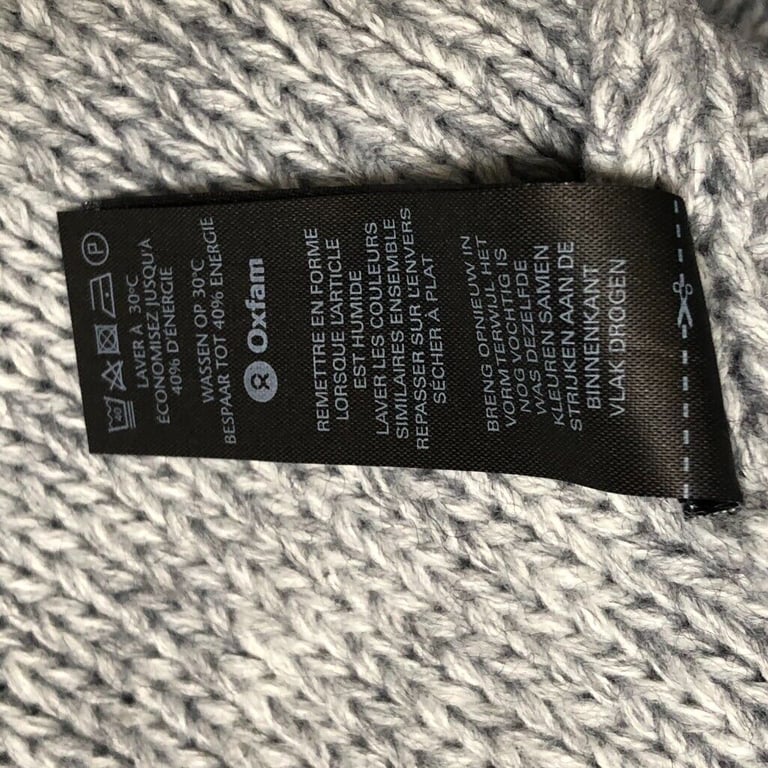 40
P
LAVER À 30°C
ÉCONOMISEZ JUSQU'À
40% D'ÉNERGIE
WASSEN OP 30°C
BESPAAR TOT 40% ENERGIE
Oxfam
REMETTRE EN FORME
LORSQUE L'ARTICLE
EST HUMIDE
LAVER LES COULEURS
SIMILAIRES ENSEMBLE
REPASSER SUR L'ENVERS
SÉCHER À PLAT
BRENG OPNIEUW IN
VORM TERWIJL HET
NOG VOCHTIG IS
WAS DEZELFDE
KLEUREN SAMEN
STRIJKEN AAN DE
BINNENKANT
VLAK DROGEN